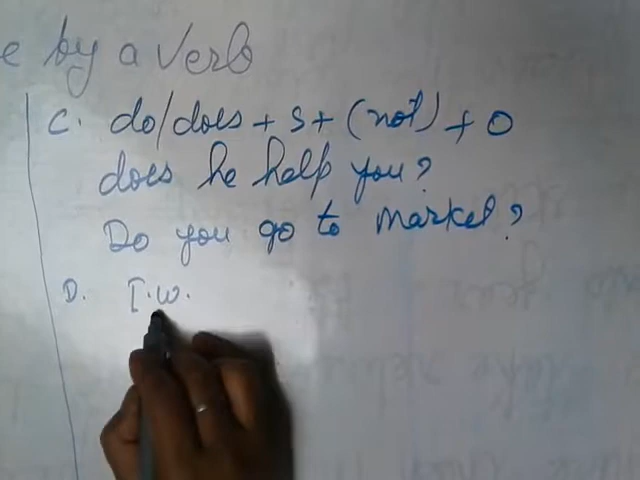 e by a Verb
C. do/does + S + (not) + O
does he help you?
Do you go to market?
D. I.W.